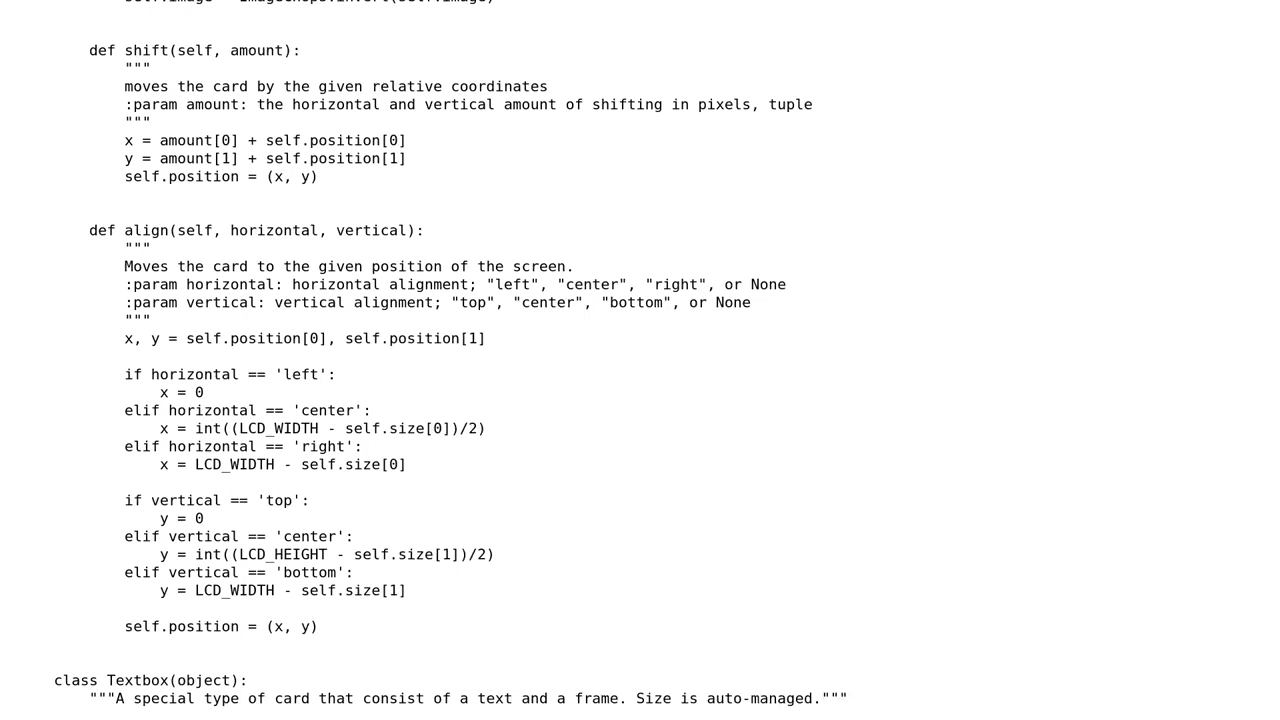 self.image = ImageChops.invert(self.image)
def shift(self, amount):
"""
moves the card by the given relative coordinates
:param amount: the horizontal and vertical amount of shifting in pixels, tuple
"""
x = amount[0] + self.position[0]
y = amount[1] + self.position[1]
self.position = (x, y)
def align(self, horizontal, vertical):
"""
Moves the card to the given position of the screen.
:param horizontal: horizontal alignment; "left", "center", "right", or None
:param vertical: vertical alignment; "top", "center", "bottom", or None
"""
x, y = self.position[0], self.position[1]
if horizontal == 'left':
x = 0
elif horizontal == 'center':
x = int((LCD_WIDTH - self.size[0])/2)
elif horizontal == 'right':
x = LCD_WIDTH - self.size[0]
if vertical == 'top':
y = 0
elif vertical == 'center':
y = int((LCD_HEIGHT - self.size[1])/2)
elif vertical == 'bottom':
y = LCD_WIDTH - self.size[1]
self.position = (x, y)
class Textbox(object):
"""A special type of card that consist of a text and a frame. Size is auto-managed."""